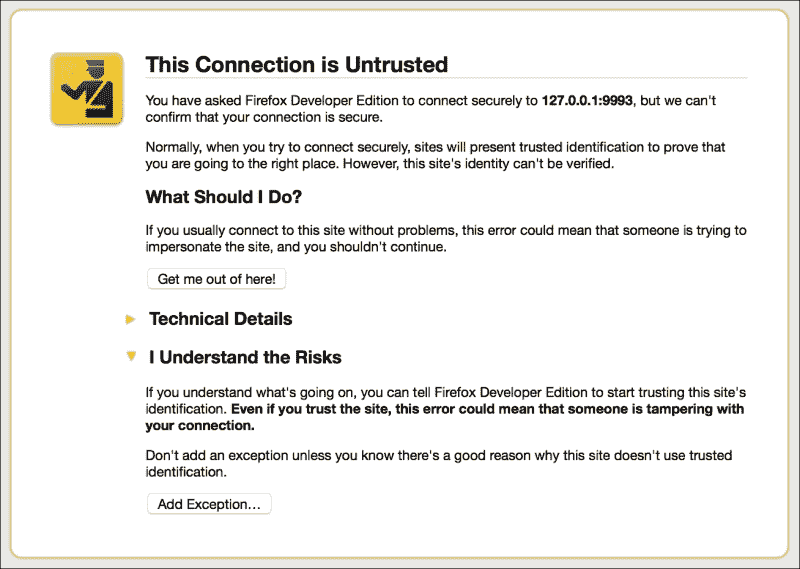 This Connection is Untrusted
You have asked Firefox Developer Edition to connect securely to 127.0.0.1:9993, but we can't
confirm that your connection is secure.
Normally, when you try to connect securely, sites will present trusted identification to prove that
you are going to the right place. However, this site's identity can't be verified.
What Should I Do?
If you usually connect to this site without problems, this error could mean that someone is trying to
impersonate the site, and you shouldn't continue.
Get me out of here!
Technical Details
I Understand the Risks
If you understand what's going on, you can tell Firefox Developer Edition to start trusting this site's
identification. Even if you trust the site, this error could mean that someone is tampering with
your connection.
Don't add an exception unless you know there's a good reason why this site doesn't use trusted
identification.
Add Exception…